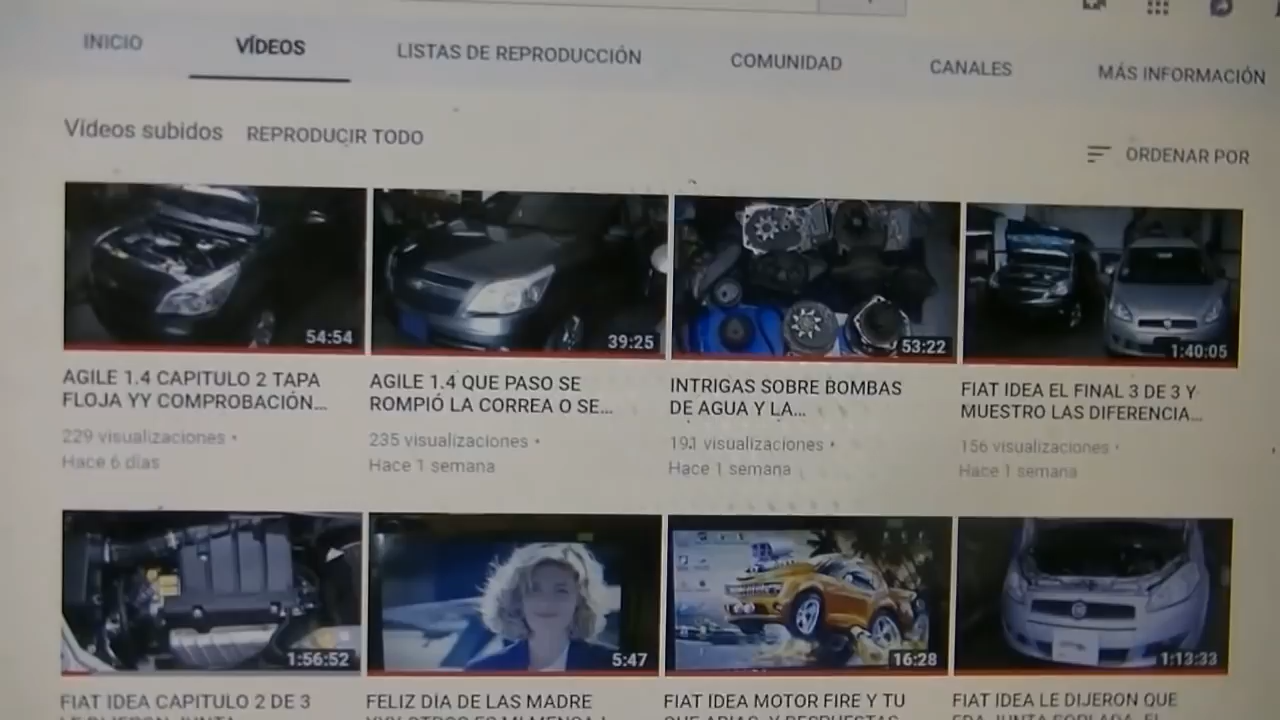 INICIO
VÍDEOS
LISTAS DE REPRODUCCIÓN
COMUNIDAD
CANALES
MÁS INFORMACIÓN
Vídeos subidos
REPRODUCIR TODO
ORDENAR POR
54:54
39:25
53:22
1:40:05
AGILE 1.4 CAPITULO 2 TAPA
FLOJA YY COMPROBACIÓN...
229 visualizaciones •
Hace 6 días
AGILE 1.4 QUE PASO SE
ROMPIÓ LA CORREA O SE...
235 visualizaciones •
Hace 1 semana
INTRIGAS SOBRE BOMBAS
DE AGUA Y LA...
191 visualizaciones •
Hace 1 semana
FIAT IDEA EL FINAL 3 DE 3 Y
MUESTRO LAS DIFERENCIA...
156 visualizaciones •
Hace 1 semana
1:56:52
5:47
16:28
1:13:33
FIAT IDEA CAPITULO 2 DE 3
FELIZ DÍA DE LAS MADRE
FIAT IDEA MOTOR FIRE Y TU
FIAT IDEA LE DIJERON QUE